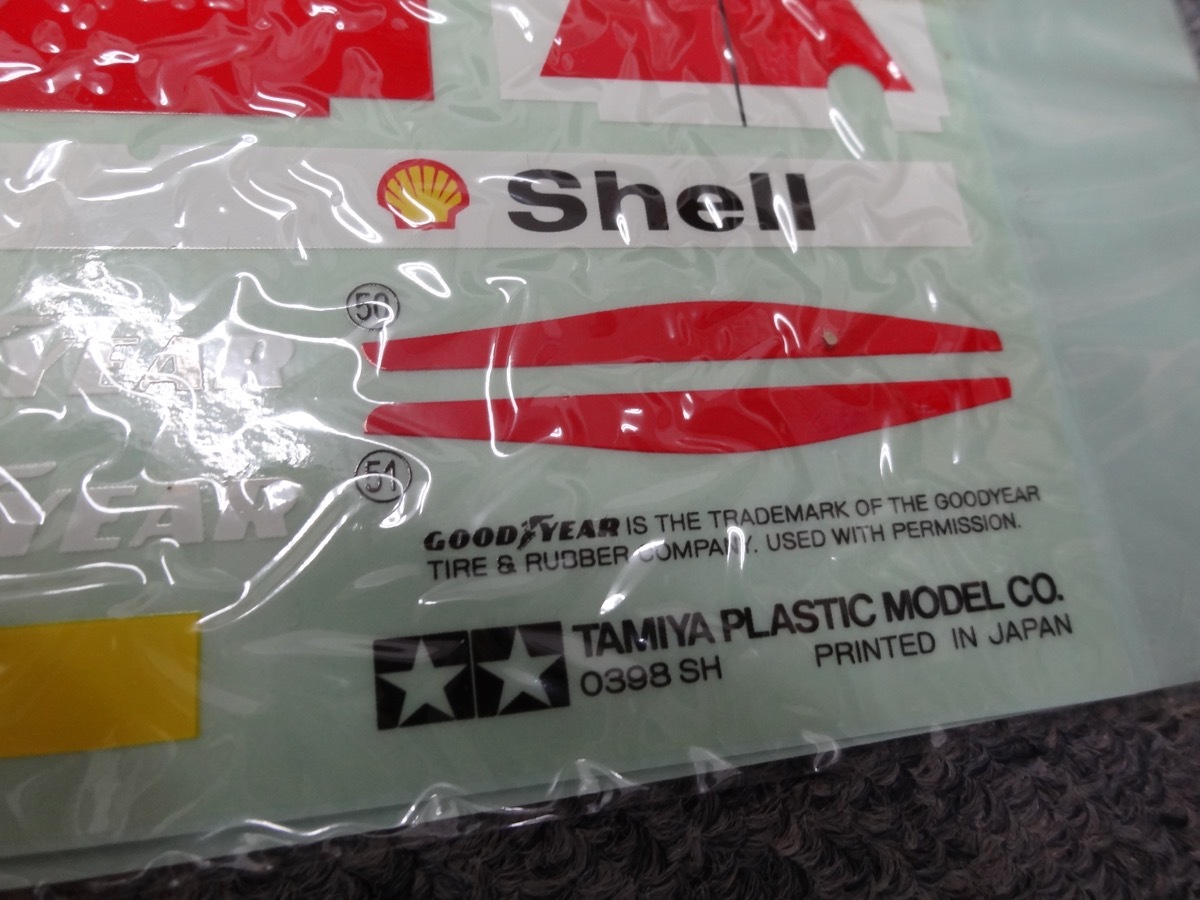 Shell
50
YEAR
51
YEAR
GOODYEAR IS THE TRADEMARK OF THE GOODYEAR
TIRE & RUBBER COMPANY. USED WITH PERMISSION.
TAMIYA PLASTIC MODEL CO.
0398 SH PRINTED IN JAPAN